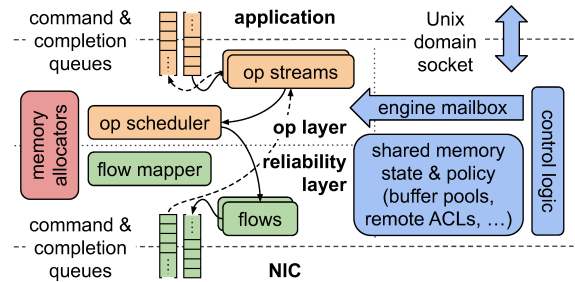 command &
completion
queues
application
Unix
domain
socket
op streams
memory
allocators
op scheduler
op layer
engine mailbox
control logic
flow mapper
reliability
layer
shared memory
state & policy
(buffer pools,
remote ACLs, ...)
flows
command &
completion
queues
NIC